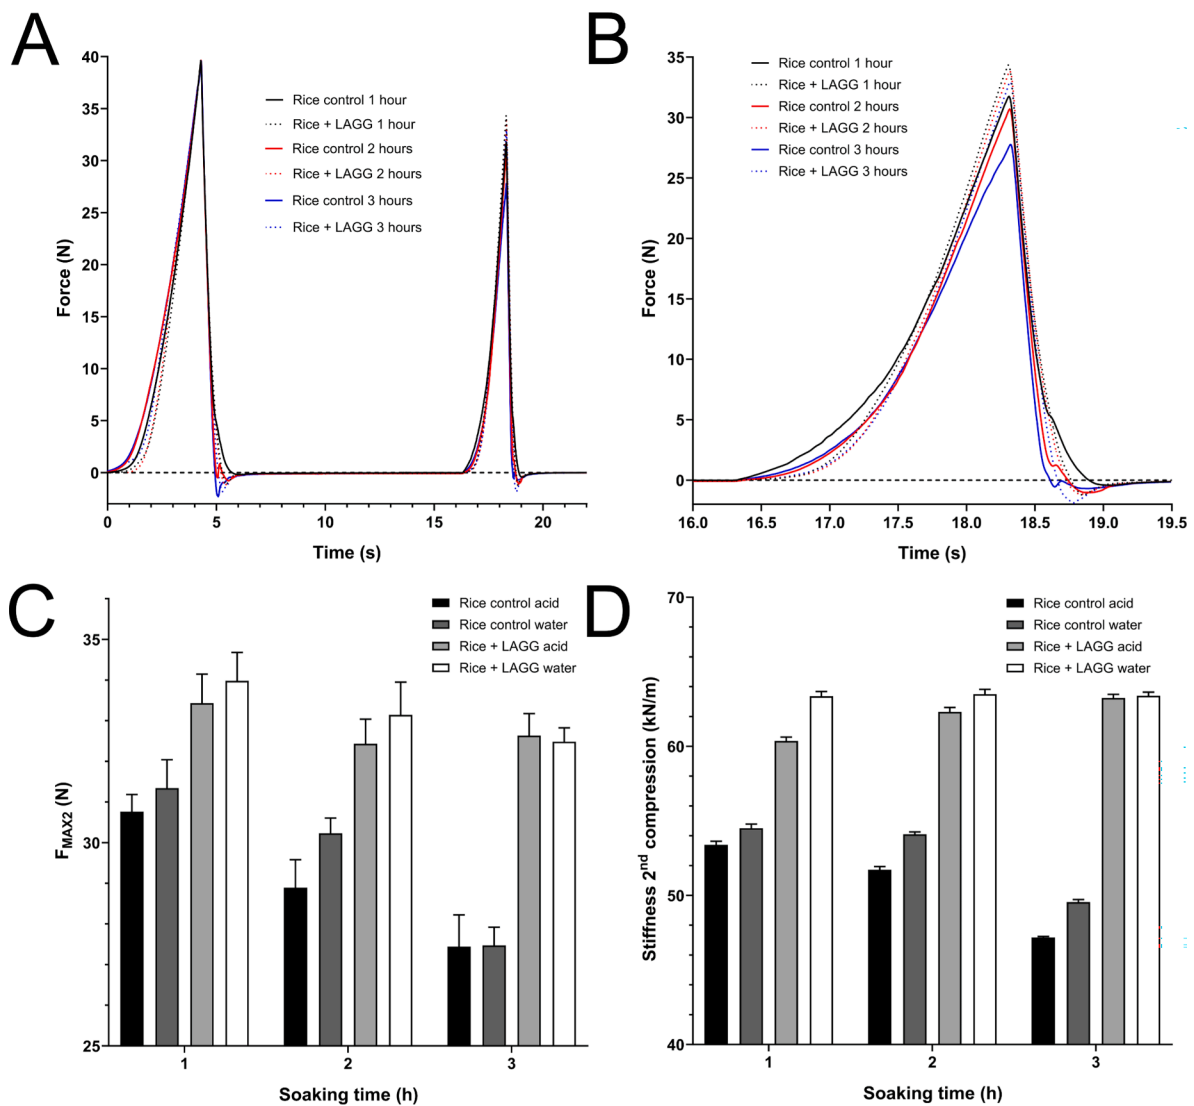 A
40
35
30
25
20
15
10
5
0
0
5
10
15
20
Force (N)
Time (s)
Rice control 1 hour
Rice + LAGG 1 hour
Rice control 2 hours
Rice + LAGG 2 hours
Rice control 3 hours
Rice + LAGG 3 hours
B
35
30
25
20
15
10
5
0
16.0
16.5
17.0
17.5
18.0
18.5
19.0
19.5
Force (N)
Time (s)
Rice control 1 hour
Rice + LAGG 1 hour
Rice control 2 hours
Rice + LAGG 2 hours
Rice control 3 hours
Rice + LAGG 3 hours
C
35
30
25
1
2
3
FMAX2 (N)
Soaking time (h)
Rice control acid
Rice control water
Rice + LAGG acid
Rice + LAGG water
D
70
60
50
40
1
2
3
Stiffness 2nd compression (kN/m)
Soaking time (h)
Rice control acid
Rice control water
Rice + LAGG acid
Rice + LAGG water